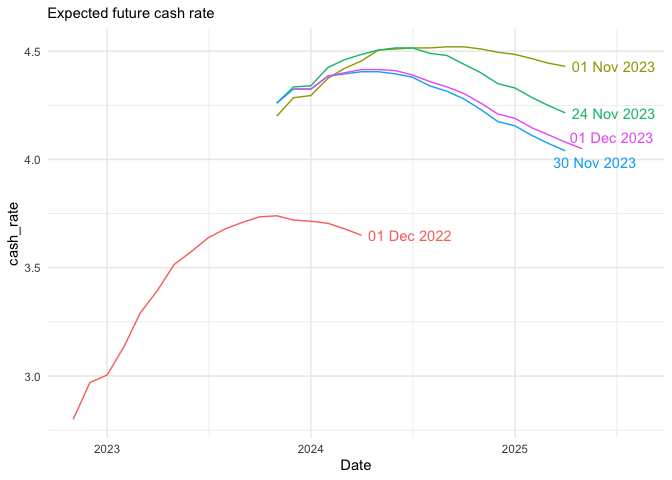 Expected future cash rate
4.5
01 Nov 2023
24 Nov 2023
01 Dec 2023
4.0
30 Nov 2023
01 Dec 2022
cash_rate
3.5
3.0
2023
2024
2025
Date